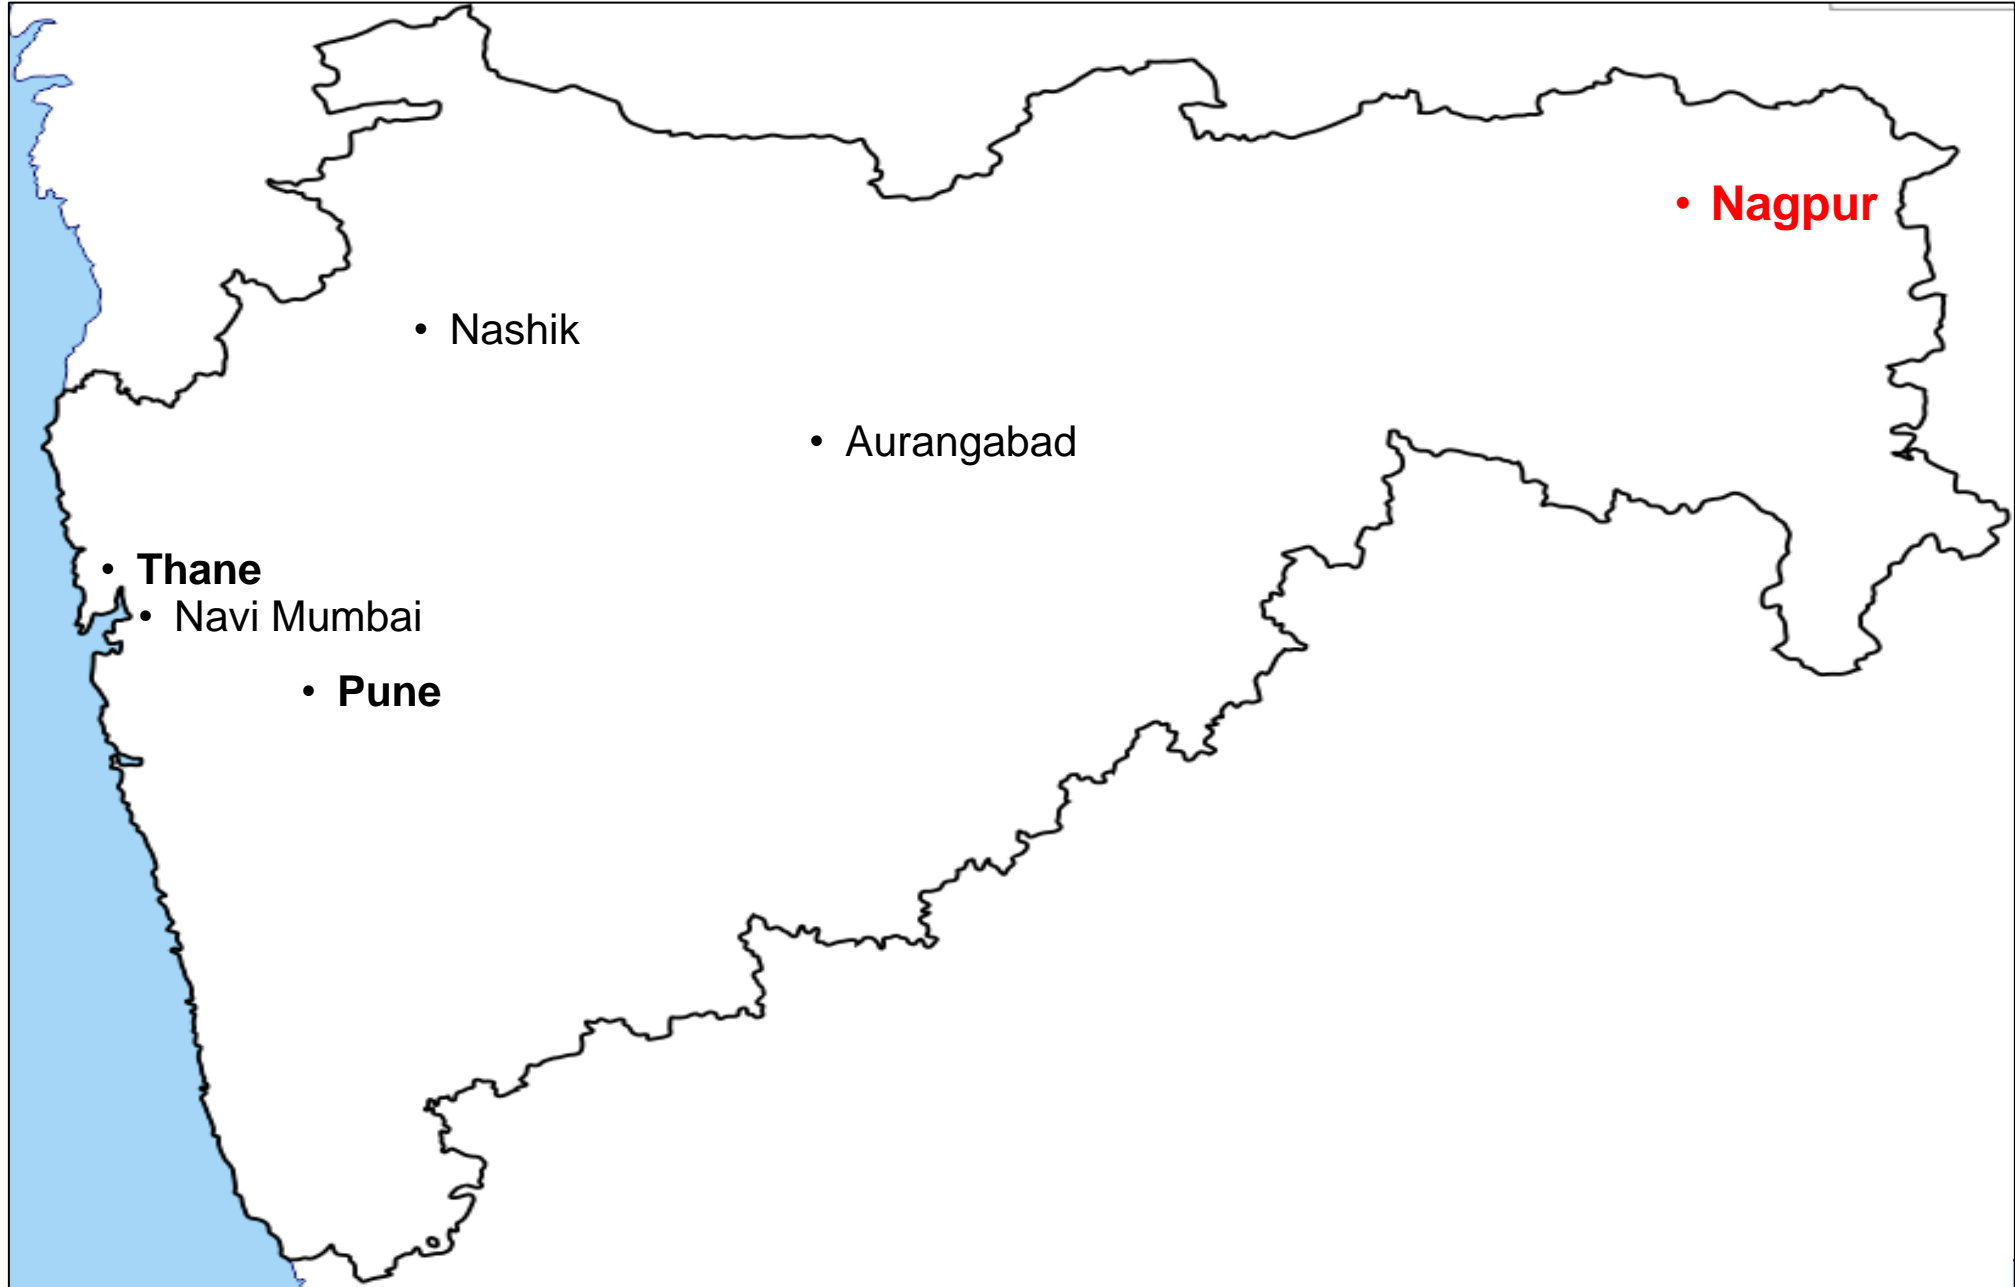 • Nagpur
• Nashik
• Aurangabad
• Thane
• Navi Mumbai
• Pune